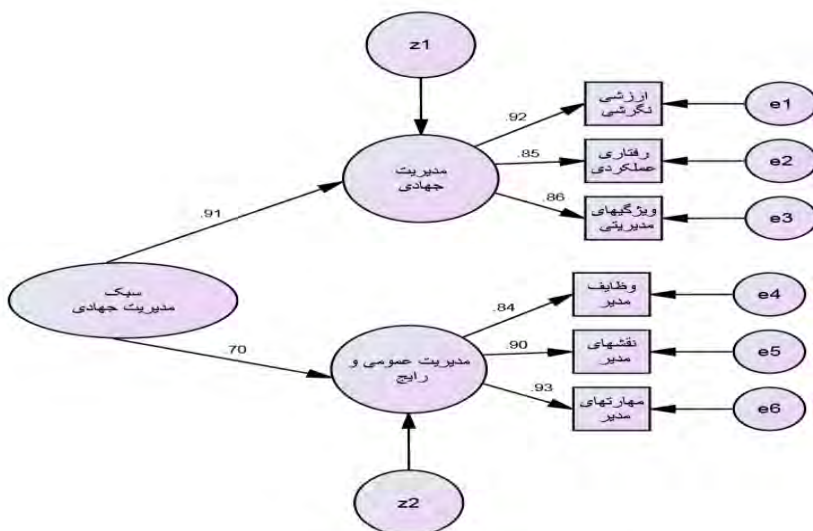 z1
ارزشی
نگرشی
e1
.92
رفتاری
عملکردی
e2
.85
مدیریت
جهادی
ویژگیهای
مدیریتی
e3
.86
.91
سبک
مدیریت جهادی
وظایف
مدیر
e4
.84
.70
نقشهای
مدیر
e5
.90
مدیریت عمومی و
رایج
مهارتهای
مدیر
e6
.93
z2